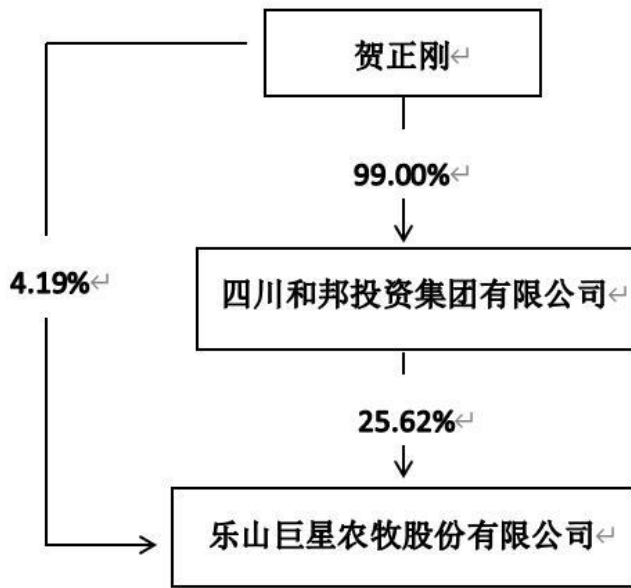 贺正刚
99.00%
四川和邦投资集团有限公司
4.19%
25.62%
乐山巨星农牧股份有限公司